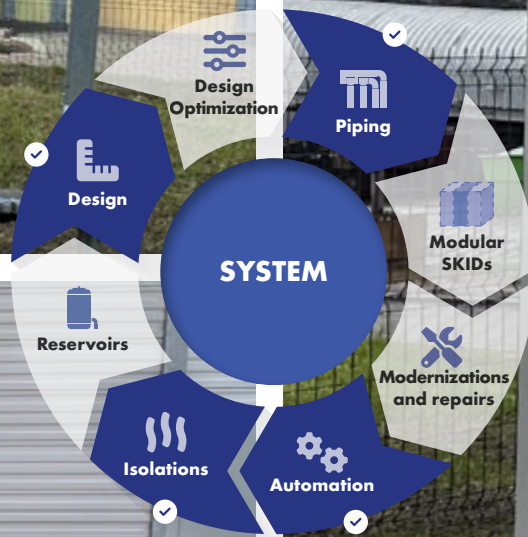 Design
Optimization
Piping
Design
Modular
SKIDs
SYSTEM
Reservoirs
Modernizations
and repairs
Isolations
Automation